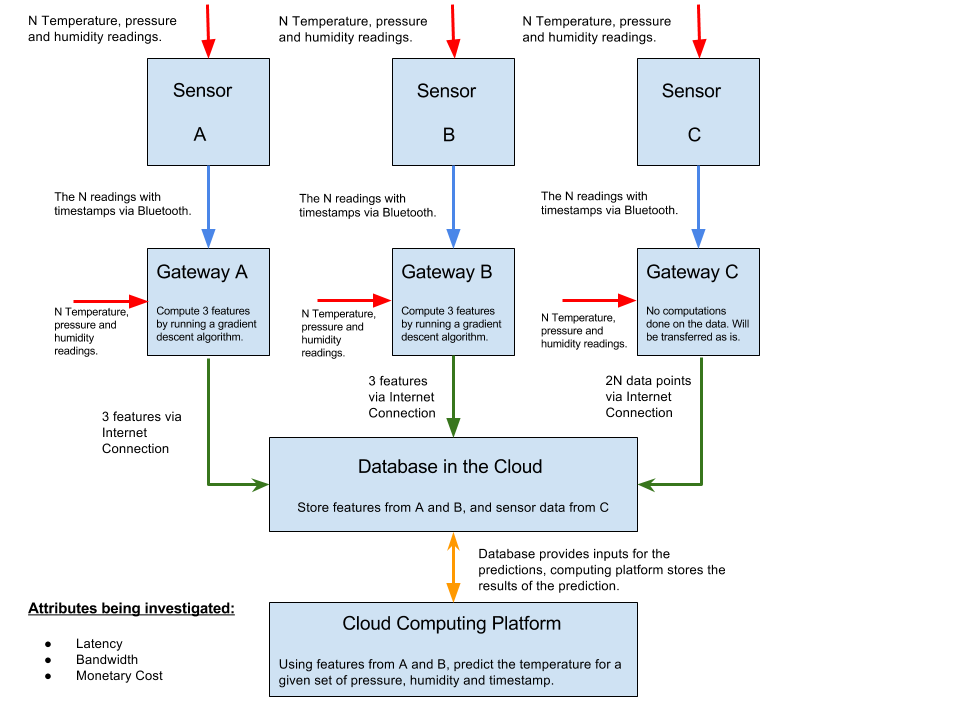 N Temperature, pressure
and humidity readings.
N Temperature, pressure
and humidity readings.
N Temperature, pressure
and humidity readings.
Sensor
A
Sensor
B
Sensor
C
The N readings with
timestamps via Bluetooth.
The N readings with
timestamps via Bluetooth.
The N readings with
timestamps via Bluetooth.
Gateway A
Compute 3 features
by running a gradient
descent algorithm.
Gateway B
Compute 3 features
by running a gradient
descent algorithm.
Gateway C
No computations
done on the data. Will
be transferred as is.
N Temperature,
pressure and
humidity
readings.
N Temperature,
pressure and
humidity
readings.
N Temperature,
pressure and
humidity readings.
3 features via
Internet
Connection
3 features
via Internet
Connection
2N data points
via Internet
Connection
Database in the Cloud
Store features from A and B, and sensor data from C
Database provides inputs for the
predictions, computing platform stores the
results of the prediction.
Attributes being investigated:
● Latency
● Bandwidth
● Monetary Cost
Cloud Computing Platform
Using features from A and B, predict the temperature for a
given set of pressure, humidity and timestamp.